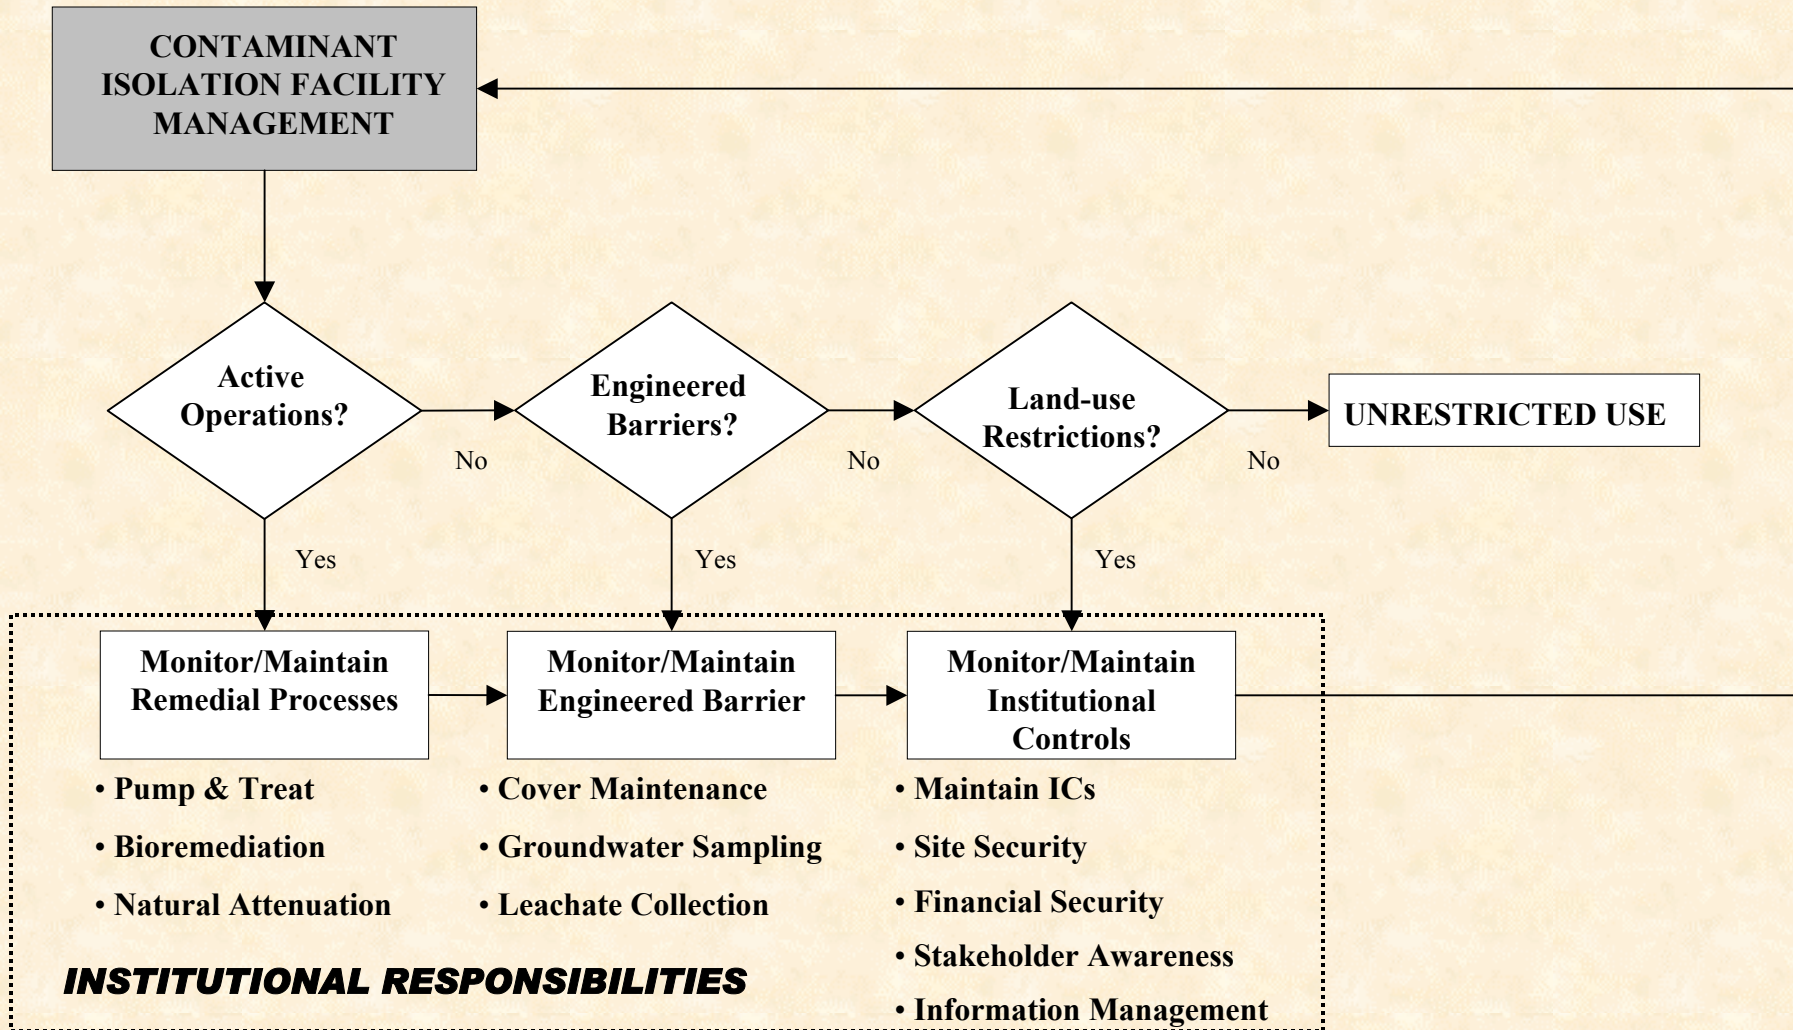 CONTAMINANT
ISOLATION FACILITY
MANAGEMENT
Active
Operations?
No
Engineered
Barriers?
No
Land-use
Restrictions?
No
UNRESTRICTED USE
Yes
Yes
Yes
Monitor/Maintain
Remedial Processes
Monitor/Maintain
Engineered Barrier
Monitor/Maintain
Institutional
Controls
• Pump & Treat
• Bioremediation
• Natural Attenuation
• Cover Maintenance
• Groundwater Sampling
• Leachate Collection
• Maintain ICs
• Site Security
• Financial Security
• Stakeholder Awareness
• Information Management
INSTITUTIONAL RESPONSIBILITIES